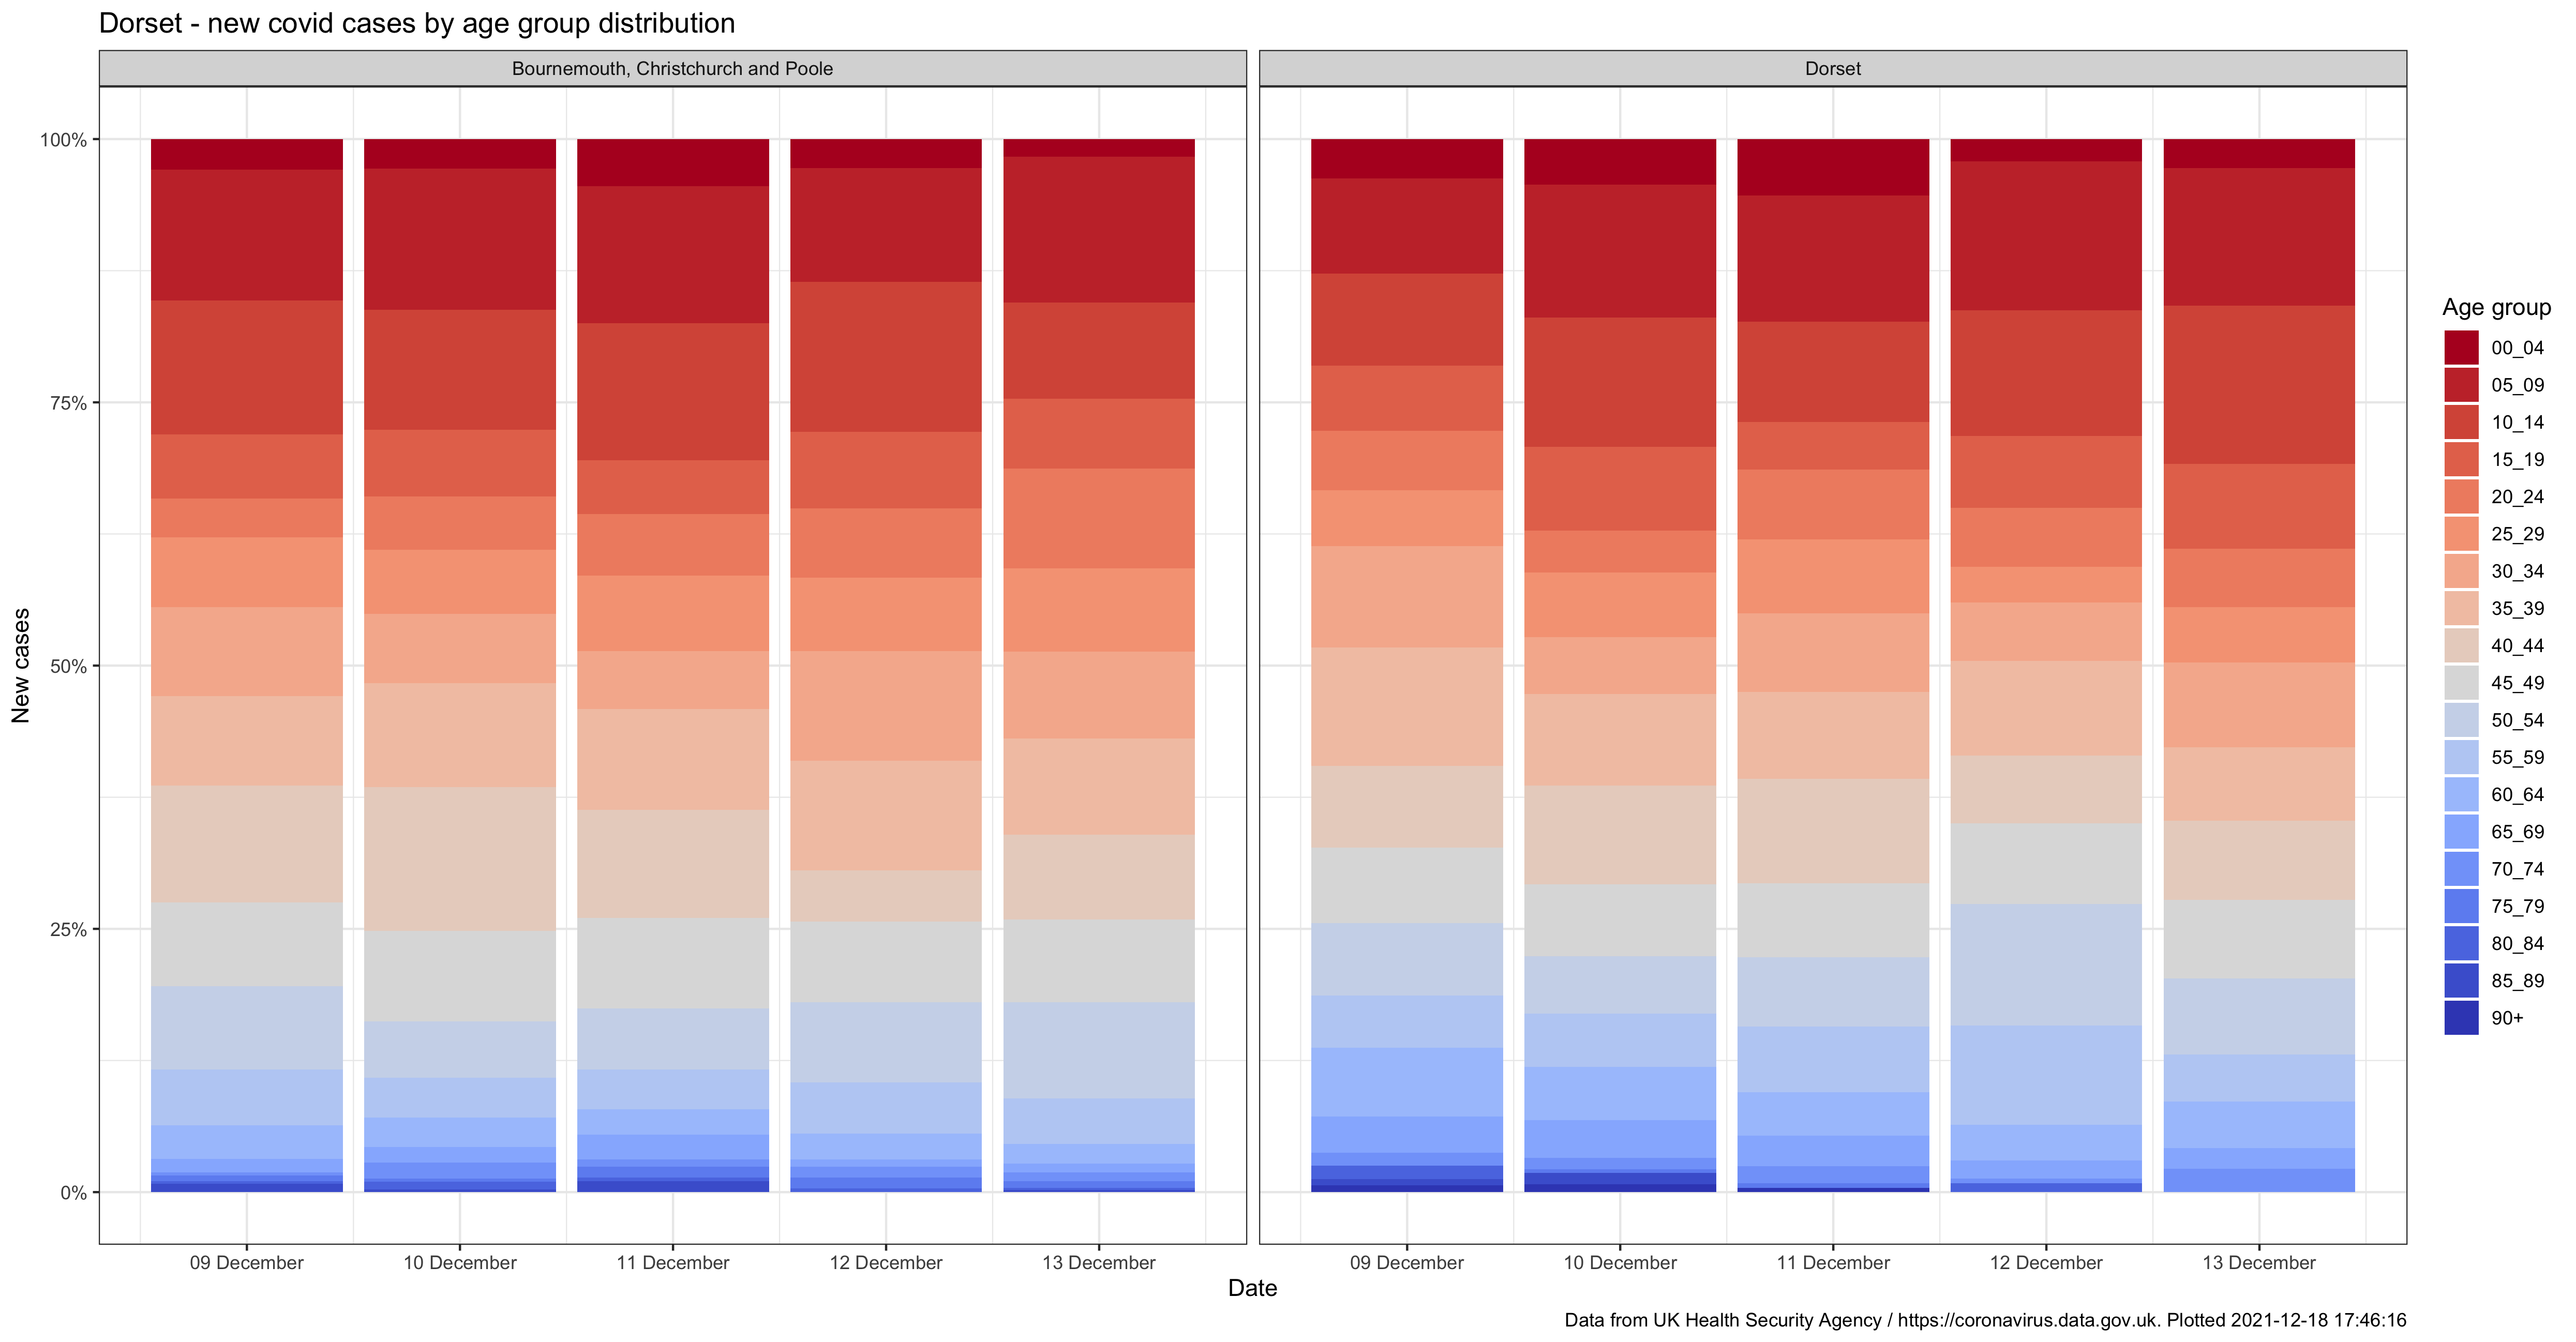 Dorset - new covid cases by age group distribution
Bournemouth, Christchurch and Poole
Dorset
100%
75%
50%
25%
0%
New cases
09 December
10 December
11 December
12 December
13 December
09 December
10 December
11 December
12 December
13 December
Date
Age group
00_04
05_09
10_14
15_19
20_24
25_29
30_34
35_39
40_44
45_49
50_54
55_59
60_64
65_69
70_74
75_79
80_84
85_89
90+
Data from UK Health Security Agency / https://coronavirus.data.gov.uk. Plotted 2021-12-18 17:46:16